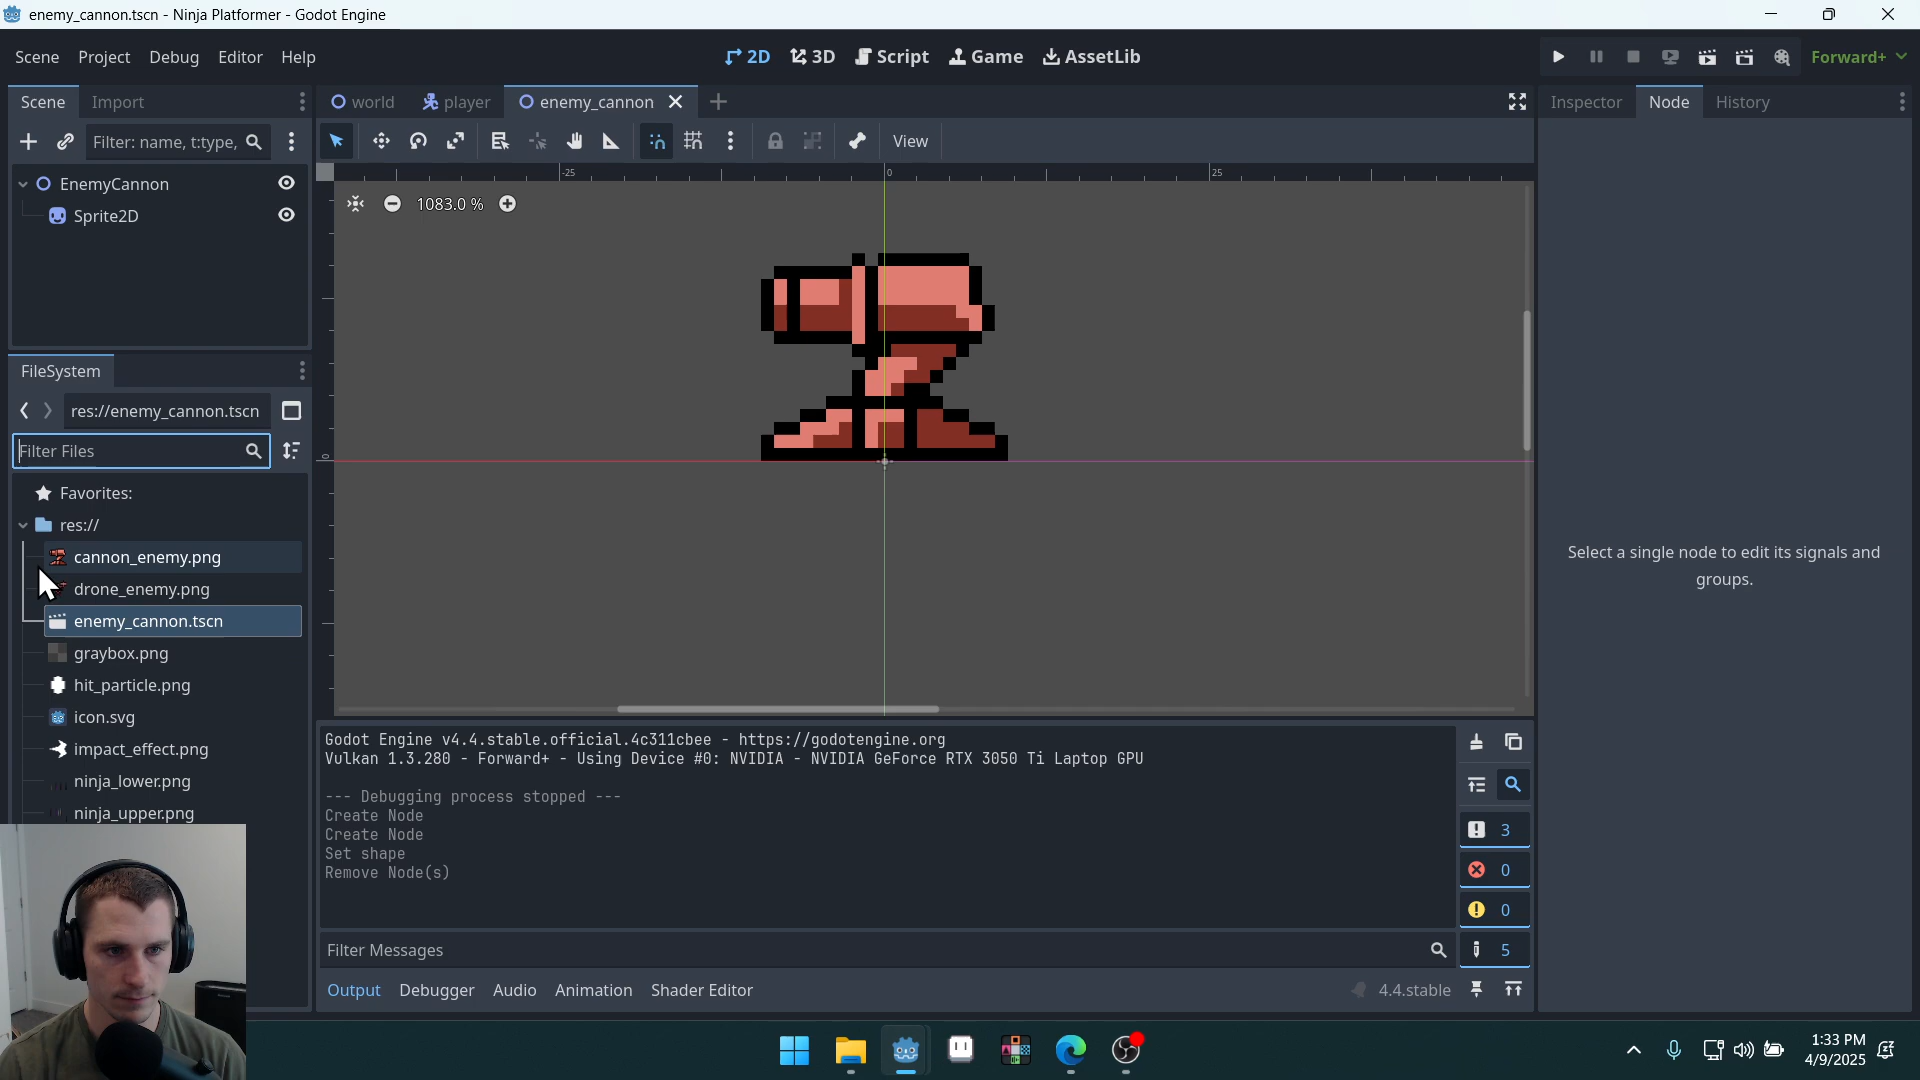 enemy_cannon.tscn - Ninja Platformer - Godot Engine
Scene Project Debug Editor Help
2D 3D Script Game AssetLib
Forward+
Scene Import
world player enemy_cannon
Inspector Node History
Filter: name, t:type,
View
EnemyCannon
Sprite2D
-25 0 25
1083.0 %
FileSystem
res://enemy_cannon.tscn
Filter Files
0
Favorites:
res://
cannon_enemy.png
drone_enemy.png
enemy_cannon.tscn
graybox.png
hit_particle.png
icon.svg
impact_effect.png
ninja_lower.png
ninja_upper.png
Select a single node to edit its signals and
groups.
Godot Engine v4.4.stable.official.4c311cbee - https://godotengine.org
Vulkan 1.3.280 - Forward+ - Using Device #0: NVIDIA - NVIDIA GeForce RTX 3050 Ti Laptop GPU
--- Debugging process stopped ---
Create Node
Create Node
Set shape
Remove Node(s)
3
0
0
5
Filter Messages
Output Debugger Audio Animation Shader Editor
4.4.stable
1:33 PM
4/9/2025